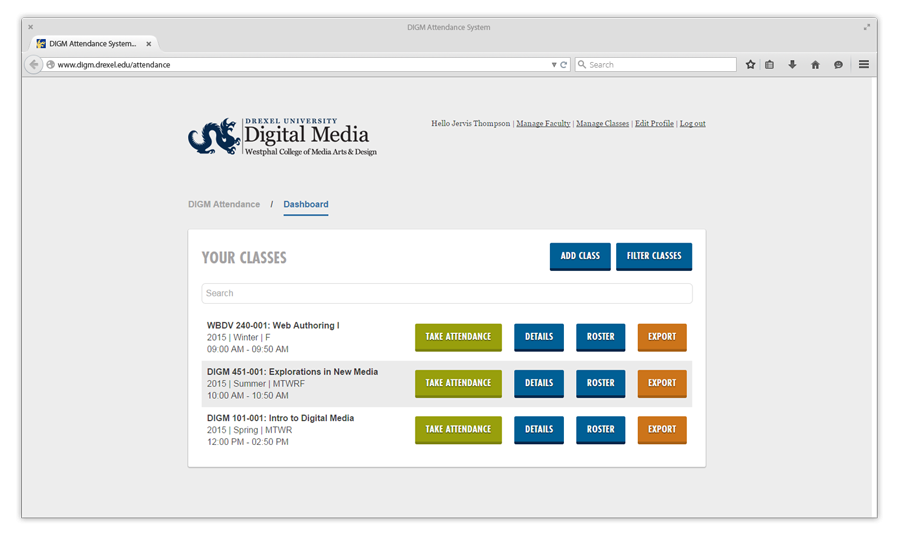 DIGM Attendance System
DIGM Attendance System...
www.digm.drexel.edu/attendance
Search
DREXEL UNIVERSITY
Digital Media
Westphal College of Media Arts & Design
Hello Jervis Thompson | Manage Faculty | Manage Classes | Edit Profile | Log out
DIGM Attendance / Dashboard
YOUR CLASSES
ADD CLASS
FILTER CLASSES
Search
WBDV 240-001: Web Authoring I
2015 | Winter | F
09:00 AM - 09:50 AM
TAKE ATTENDANCE
DETAILS
ROSTER
EXPORT
DIGM 451-001: Explorations in New Media
2015 | Summer | MTWRF
10:00 AM - 10:50 AM
TAKE ATTENDANCE
DETAILS
ROSTER
EXPORT
DIGM 101-001: Intro to Digital Media
2015 | Spring | MTWR
12:00 PM - 02:50 PM
TAKE ATTENDANCE
DETAILS
ROSTER
EXPORT